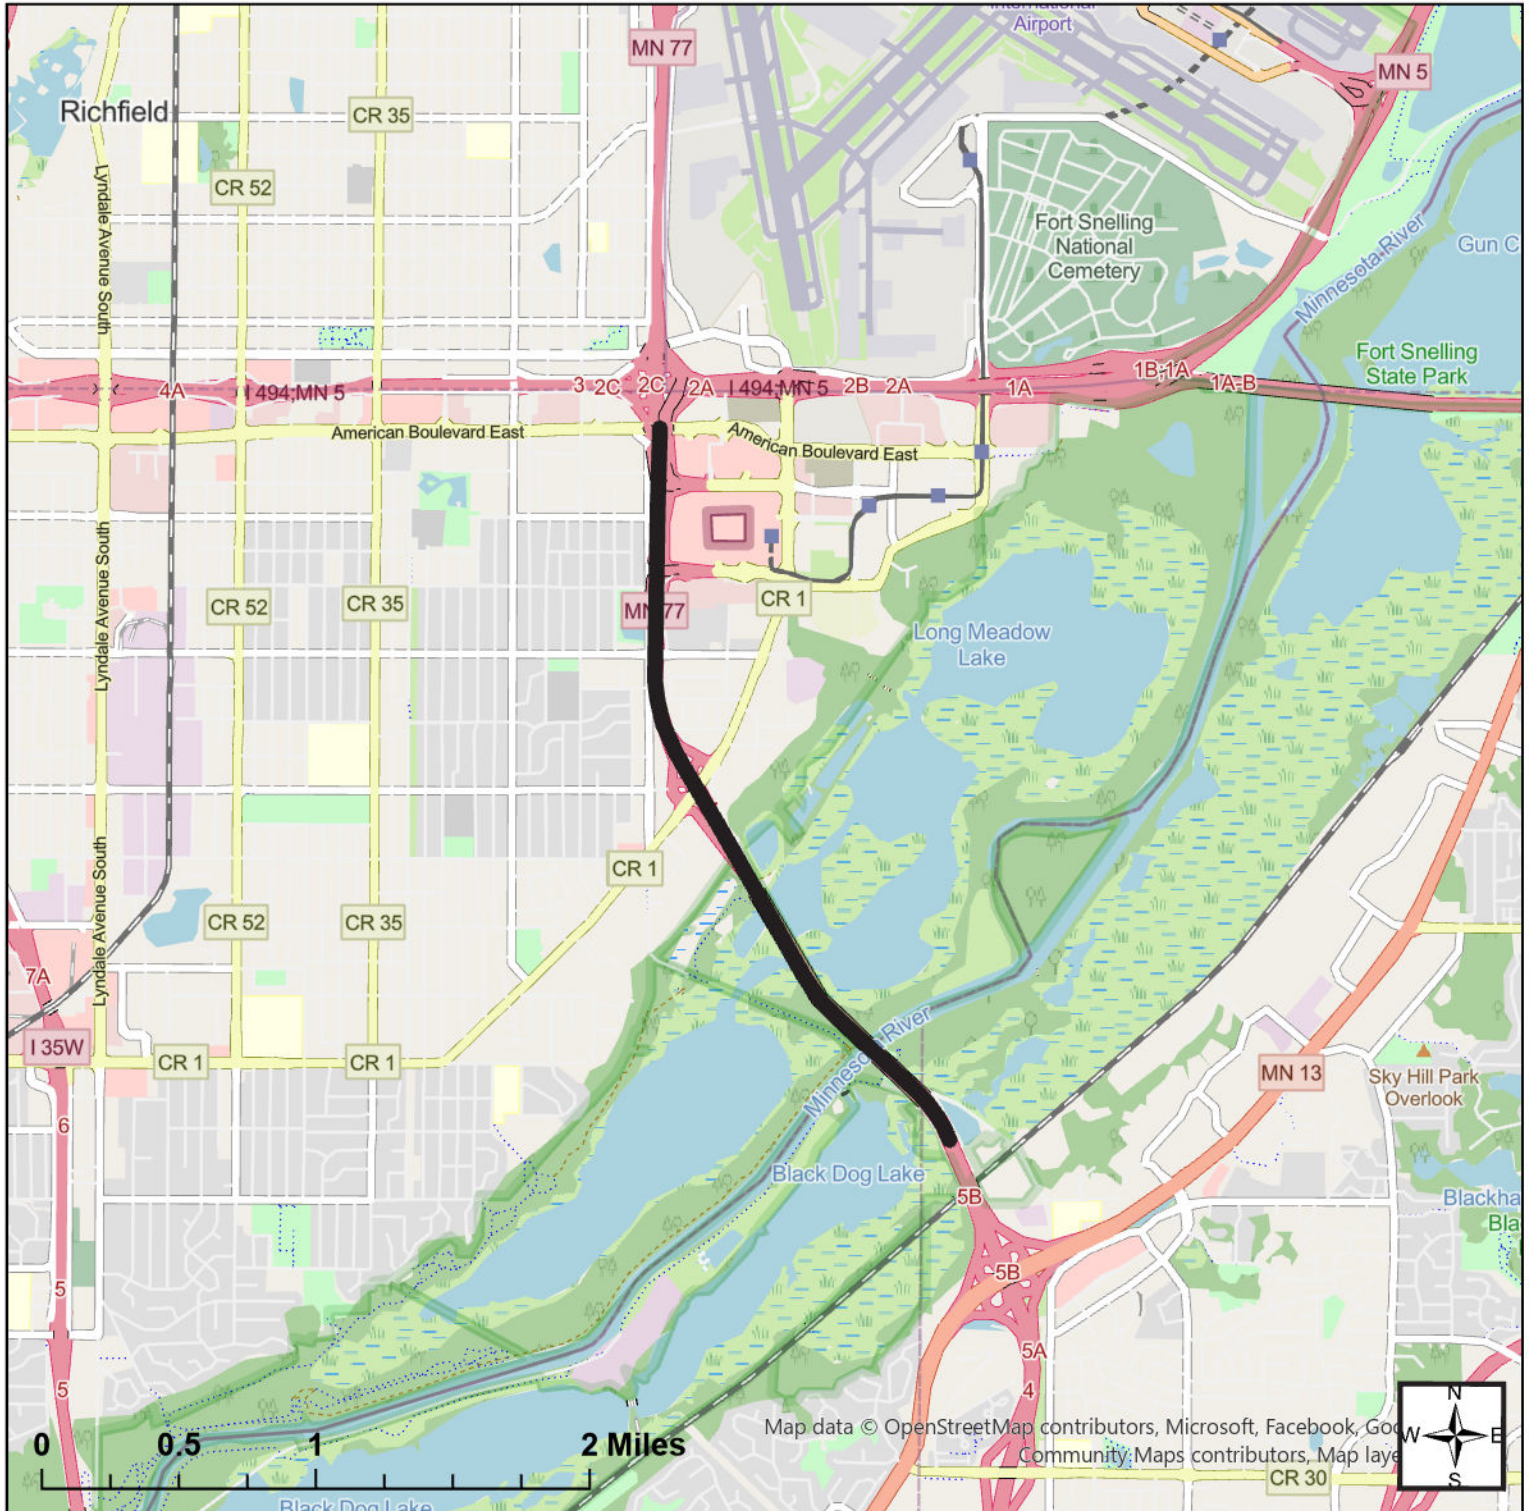 International
Airport
MN 77
MN 5
Richfield
CR 35
CR 52
Lyndale Avenue South
Fort Snelling
National
Cemetery
Minnesota River
Gun C
Fort Snelling
State Park
4A
I 494;MN 5
3
2C
2C
2A
I 494;MN 5
2B
2A
1A
1B;1A
1A-B
American Boulevard East
American Boulevard East
Lyndale Avenue South
CR 52
CR 35
MN 77
CR 1
Long Meadow
Lake
Lyndale Avenue South
CR 1
CR 52
CR 35
7A
I 35W
CR 1
CR 1
Minnesota River
MN 13
Sky Hill Park
Overlook
6
Black Dog Lake
5B
Blackha
Bla
5
5B
5A
5
4
0
0.5
1
2 Miles
Map data © OpenStreetMap contributors, Microsoft, Facebook, Goo
Community Maps contributors, Map laye
N
W
E
S
CR 30
Black Dog Lake